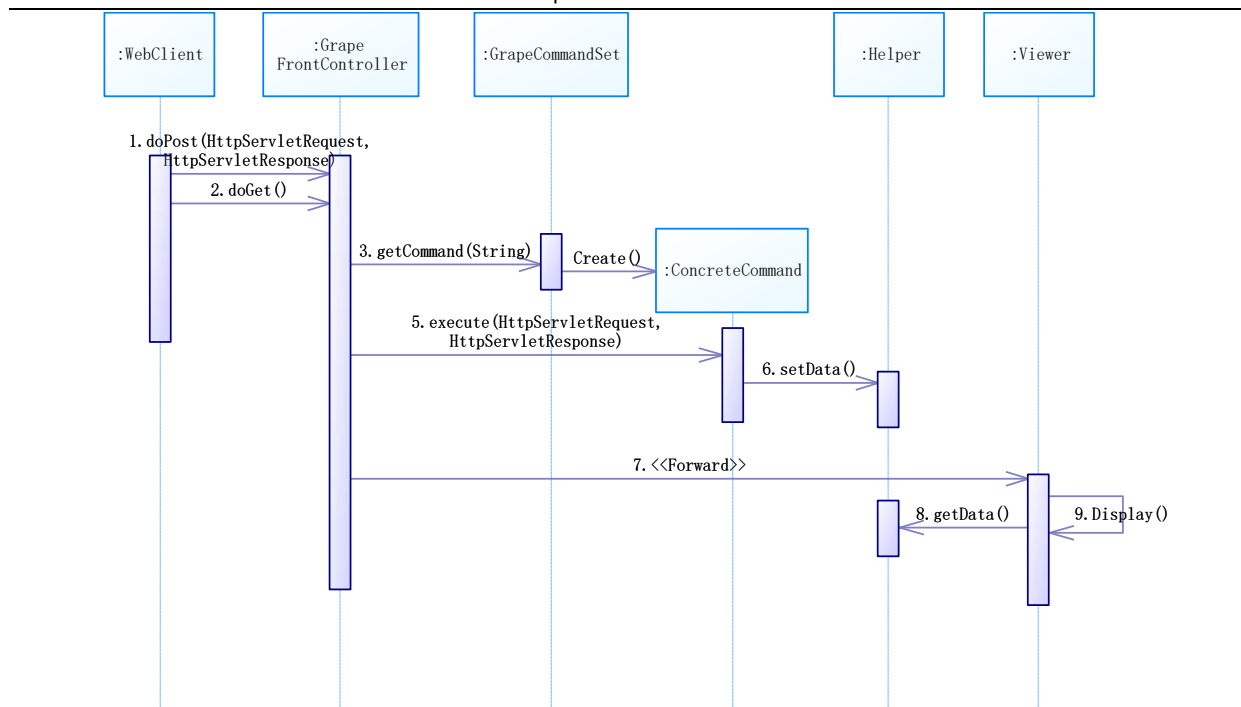 :WebClient
:Grape
FrontController
:GrapeCommandSet
:Helper
:Viewer
1.doPost(HttpServletRequest,
HttpServletResponse)
2.doGet()
3.getCommand(String)
Create()
:ConcreteCommand
5.execute(HttpServletRequest,
HttpServletResponse)
6.setData()
7.<<Forward>>
8.getData()
9.Display()